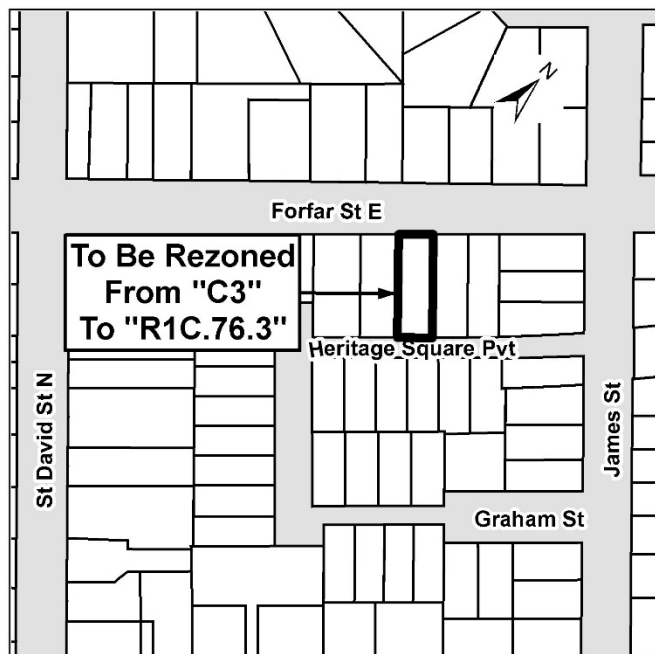 N
Forfar St E
To Be Rezoned
From "C3"
To "R1C.76.3"
Heritage Square Pvt
St David St N
James St
Graham St